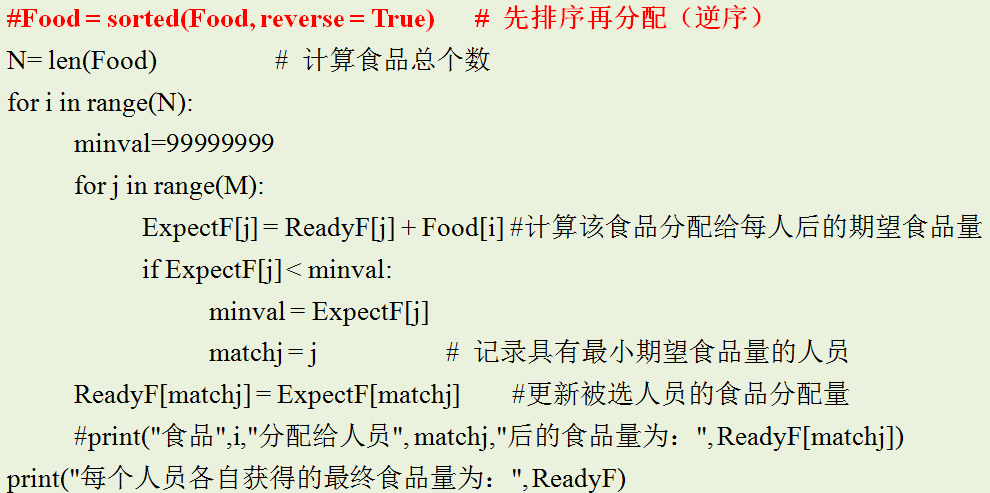 #Food = sorted(Food, reverse = True) # 先排序再分配（逆序）
N= len(Food) # 计算食品总个数
for i in range(N):
minval=99999999
for j in range(M):
ExpectF[j] = ReadyF[j] + Food[i] #计算该食品分配给每人后的期望食品量
if ExpectF[j] < minval:
minval = ExpectF[j]
matchj = j # 记录具有最小期望食品量的人员
ReadyF[matchj] = ExpectF[matchj] #更新被选人员的食品分配量
#print("食品",i,"分配给人员", matchj,"后的食品量为：", ReadyF[matchj])
print("每个人员各自获得的最终食品量为：", ReadyF)